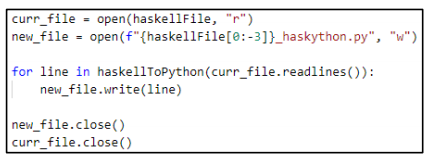 curr_file = open(haskellFile, "r")
new_file = open(f"{haskellFile[0:-3]}_haskython.py", "w")

for line in haskellToPython(curr_file.readlines()):
    new_file.write(line)

new_file.close()
curr_file.close()